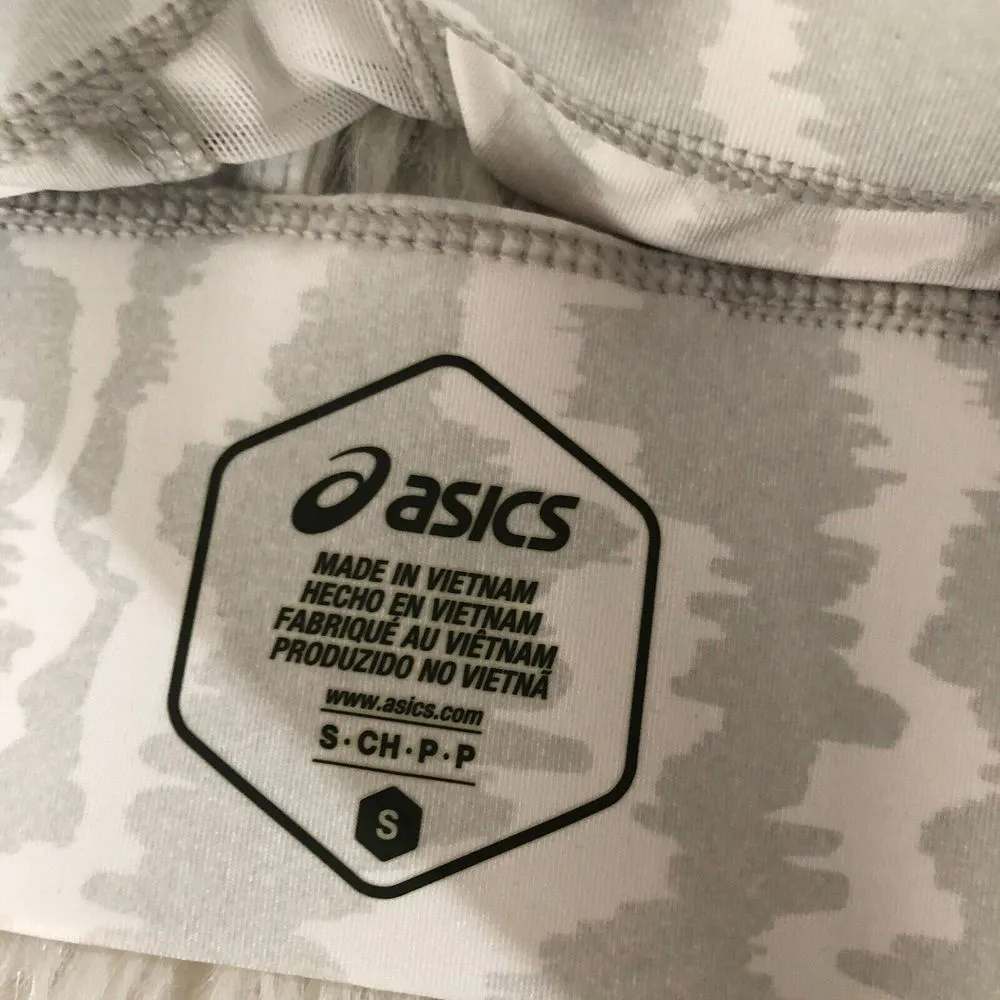 asics
MADE IN VIETNAM
HECHO EN VIETNAM
FABRIQUÉ AU VIÊTNAM
PRODUZIDO NO VIETNÃ
www.asics.com
S·CH·P·P
S